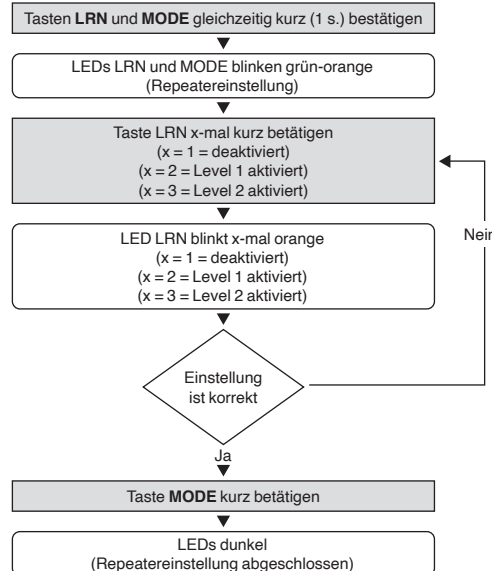 Tasten LRN und MODE gleichzeitig kurz (1 s.) bestätigen
LEDs LRN und MODE blinken grün-orange
(Repeatereinstellung)
Taste LRN x-mal kurz betätigen
(x = 1 = deaktiviert)
(x = 2 = Level 1 aktiviert)
(x = 3 = Level 2 aktiviert)
Nein
LED LRN blinkt x-mal orange
(x = 1 = deaktiviert)
(x = 2 = Level 1 aktiviert)
(x = 3 = Level 2 aktiviert)
Einstellung
ist korrekt
Ja
Taste MODE kurz betätigen
LEDs dunkel
(Repeatereinstellung abgeschlossen)